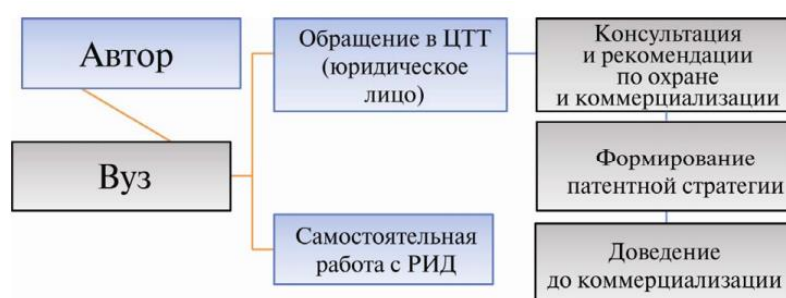 Автор
Вуз
Обращение в ЦТТ
(юридическое
лицо)
Самостоятельная
работа с РИД
Консультация
и рекомендации
по охране
и коммерциализации
Формирование
патентной стратегии
Доведение
до коммерциализации